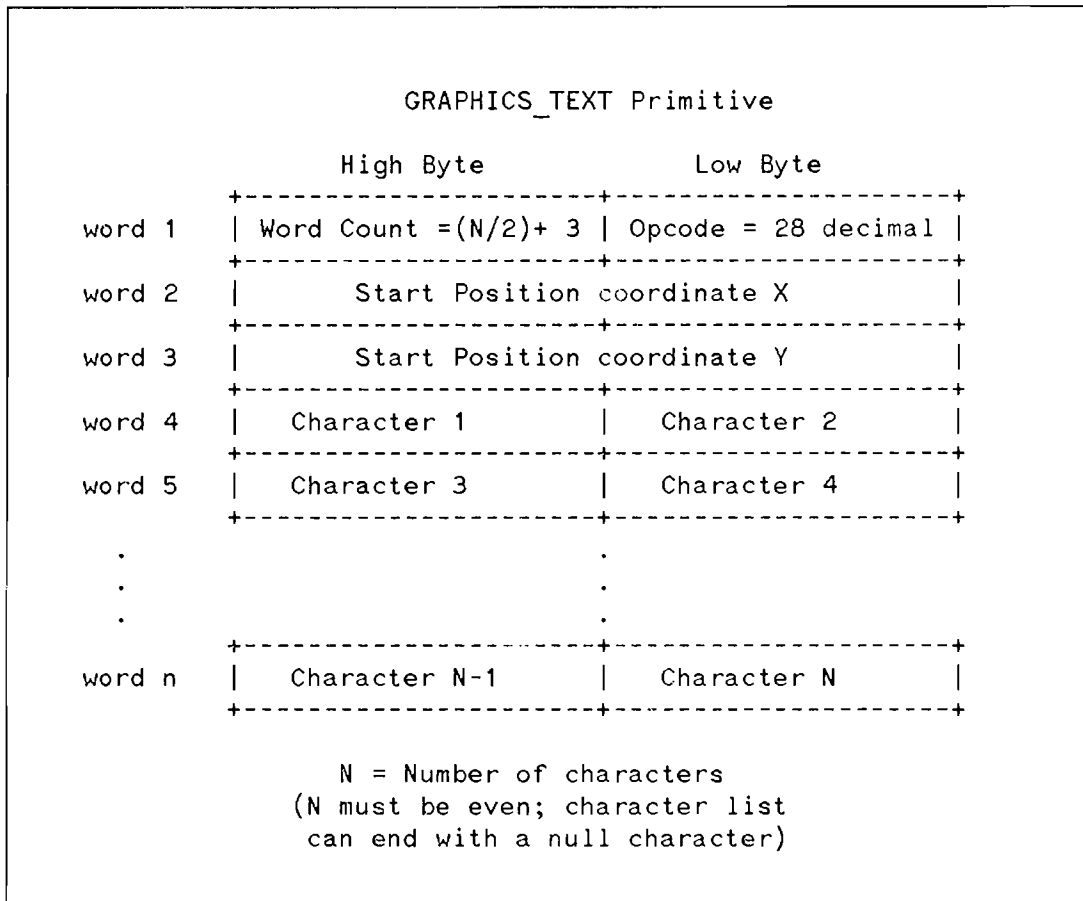 GRAPHICS_TEXT Primitive
High Byte Low Byte
+----------------------+---------------------+
word 1 | Word Count =(N/2)+ 3 | Opcode = 28 decimal |
+----------------------+---------------------+
word 2 | Start Position coordinate X |
+----------------------+---------------------+
word 3 | Start Position coordinate Y |
+----------------------+---------------------+
word 4 | Character 1 | Character 2 |
+----------------------+---------------------+
word 5 | Character 3 | Character 4 |
+----------------------+---------------------+
. .
. .
. .
+----------------------+---------------------+
word n | Character N-1 | Character N |
+----------------------+---------------------+
N = Number of characters
(N must be even; character list
can end with a null character)